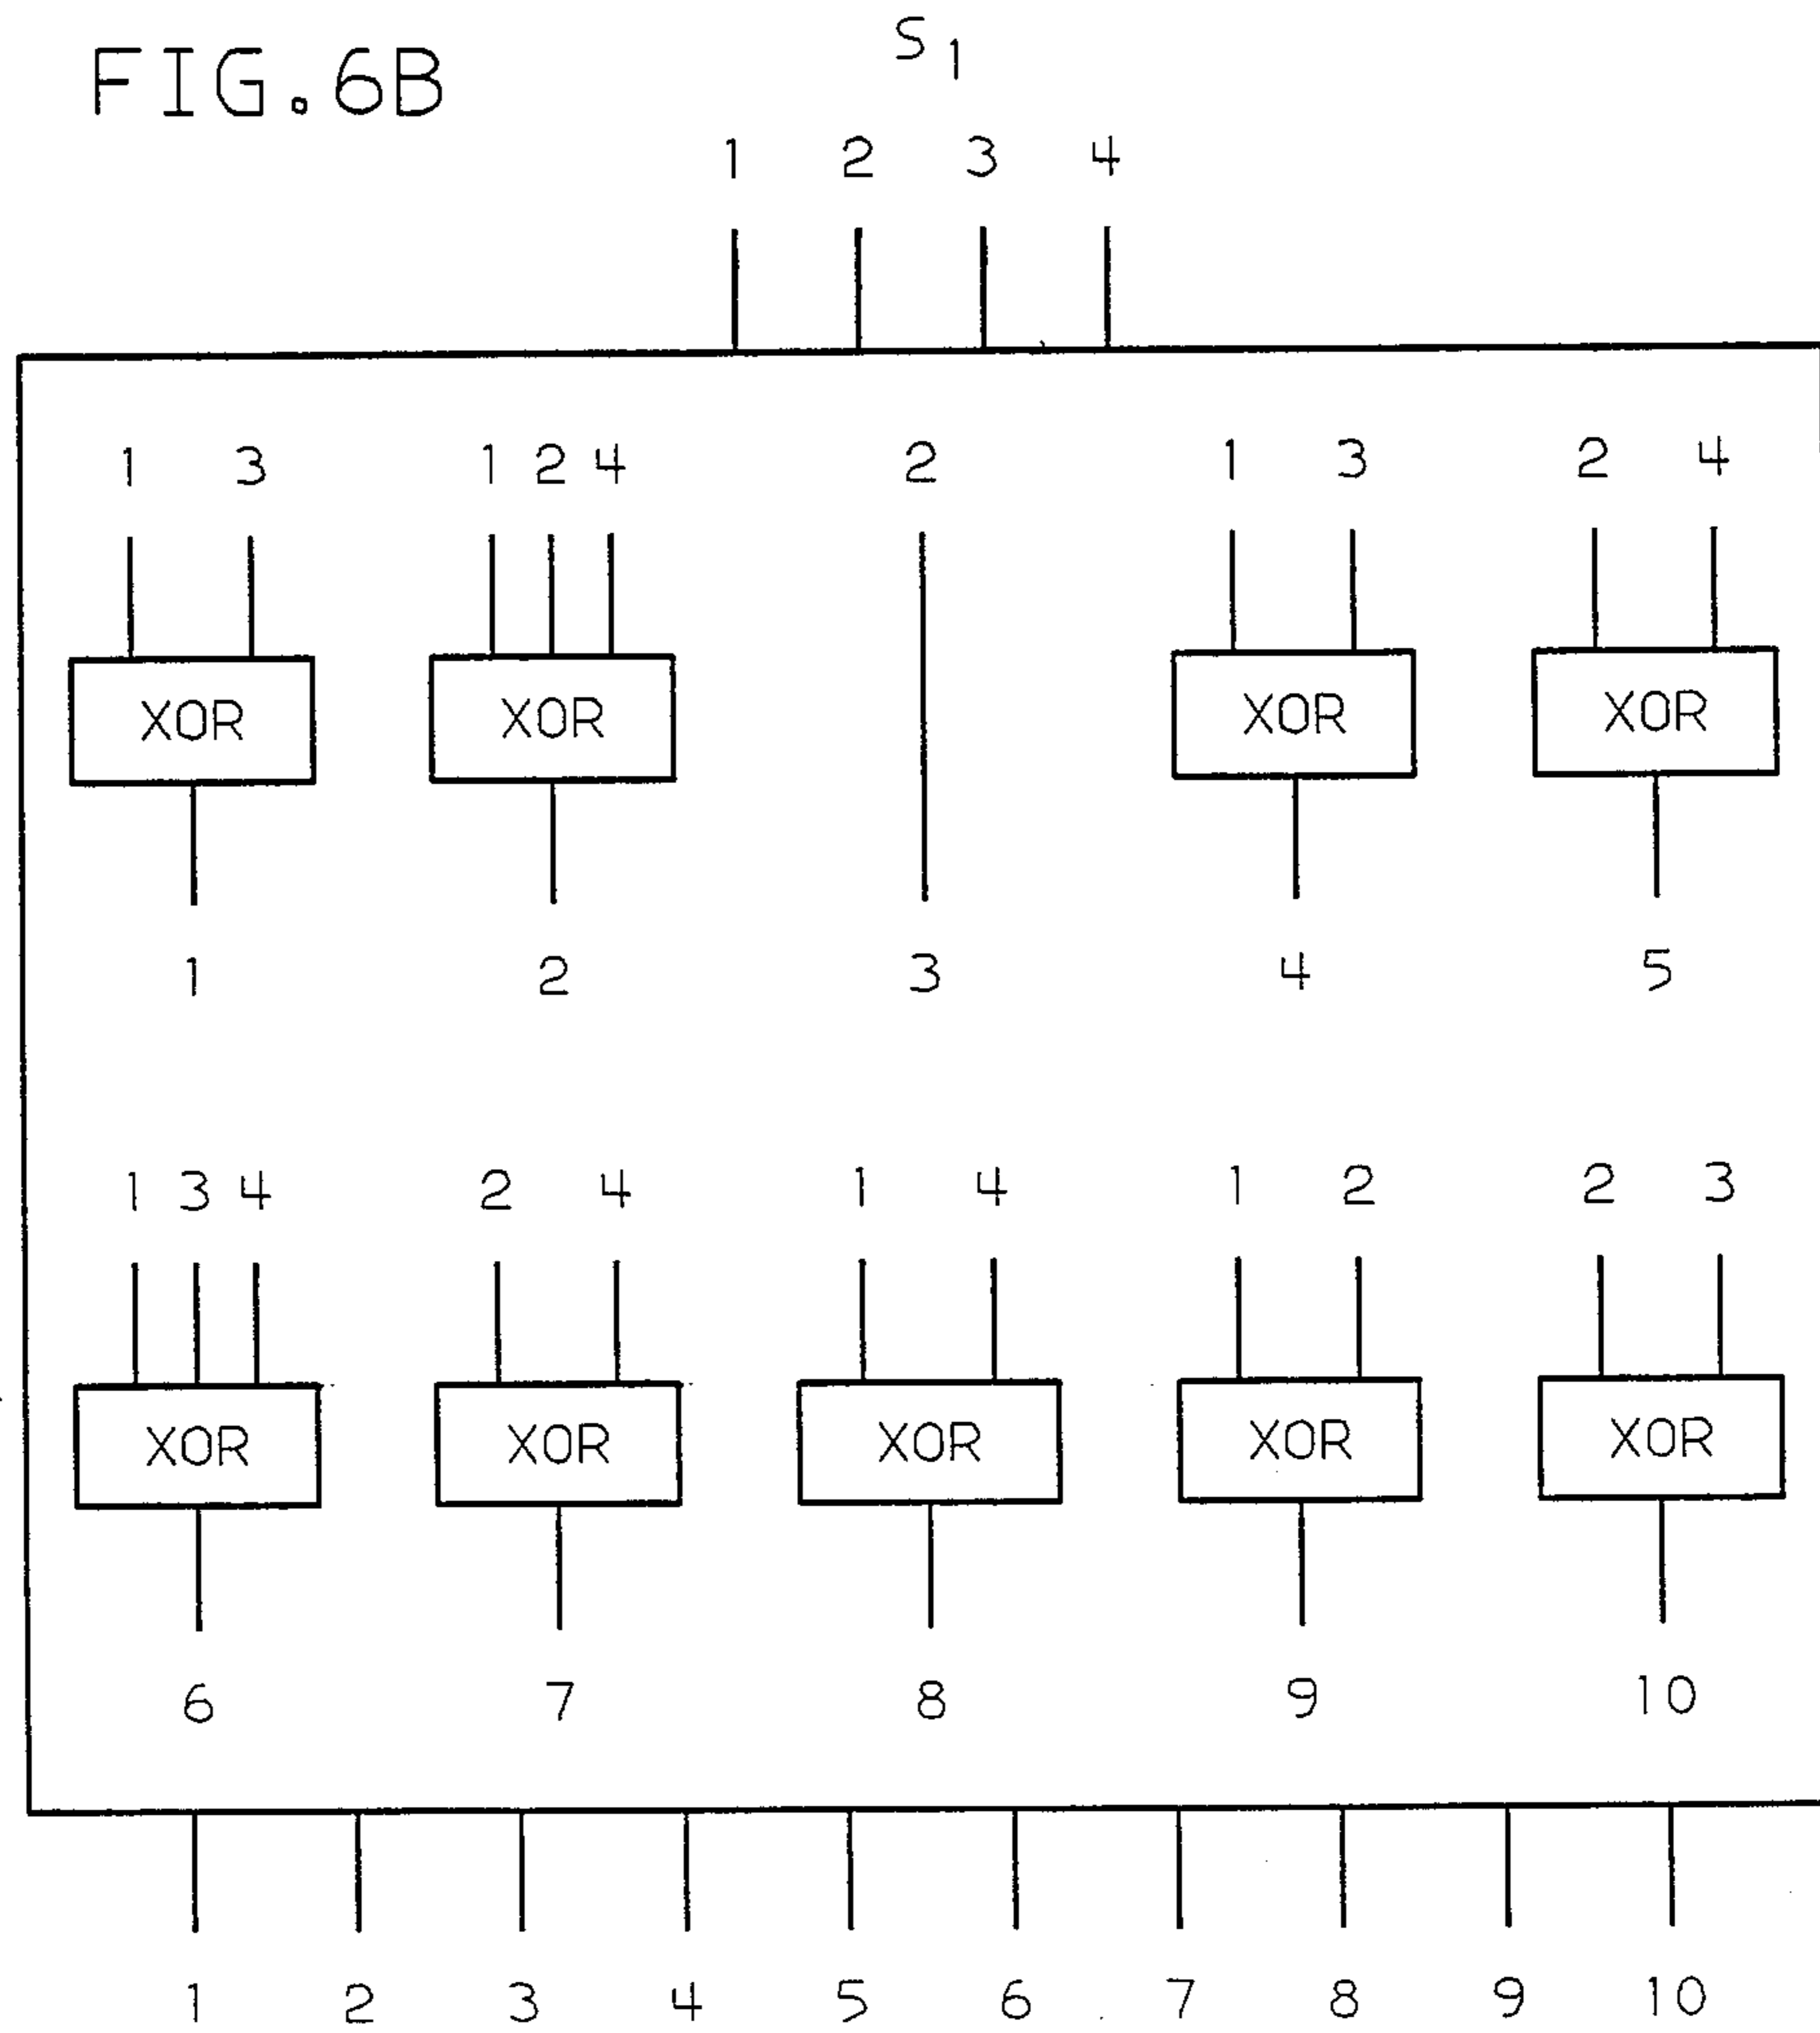 FIG.6B
S1
1 2 3 4
1 3 1 2 4 2 1 3 2 4
XOR XOR XOR XOR
1 2 3 4 5
1 3 4 2 4 1 4 1 2 2 3
XOR XOR XOR XOR XOR
6 7 8 9 10
1 2 3 4 5 6 7 8 9 10